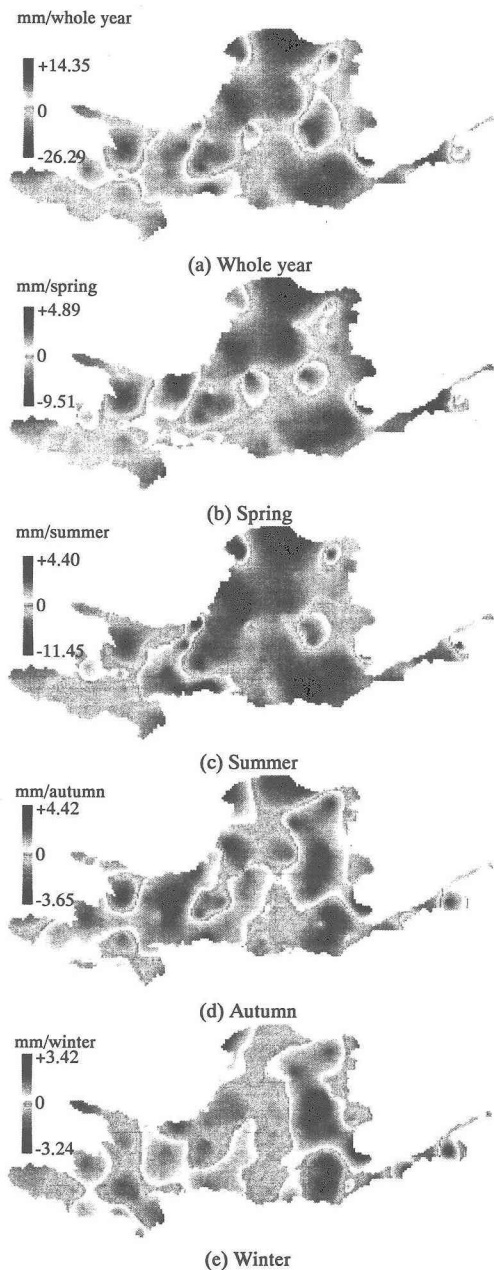 mm/whole year
+14.35
0
-26.29
(a) Whole year
mm/spring
+4.89
0
-9.51
(b) Spring
mm/summer
+4.40
0
-11.45
(c) Summer
mm/autumn
+4.42
0
-3.65
(d) Autumn
mm/winter
+3.42
0
-3.24
(e) Winter